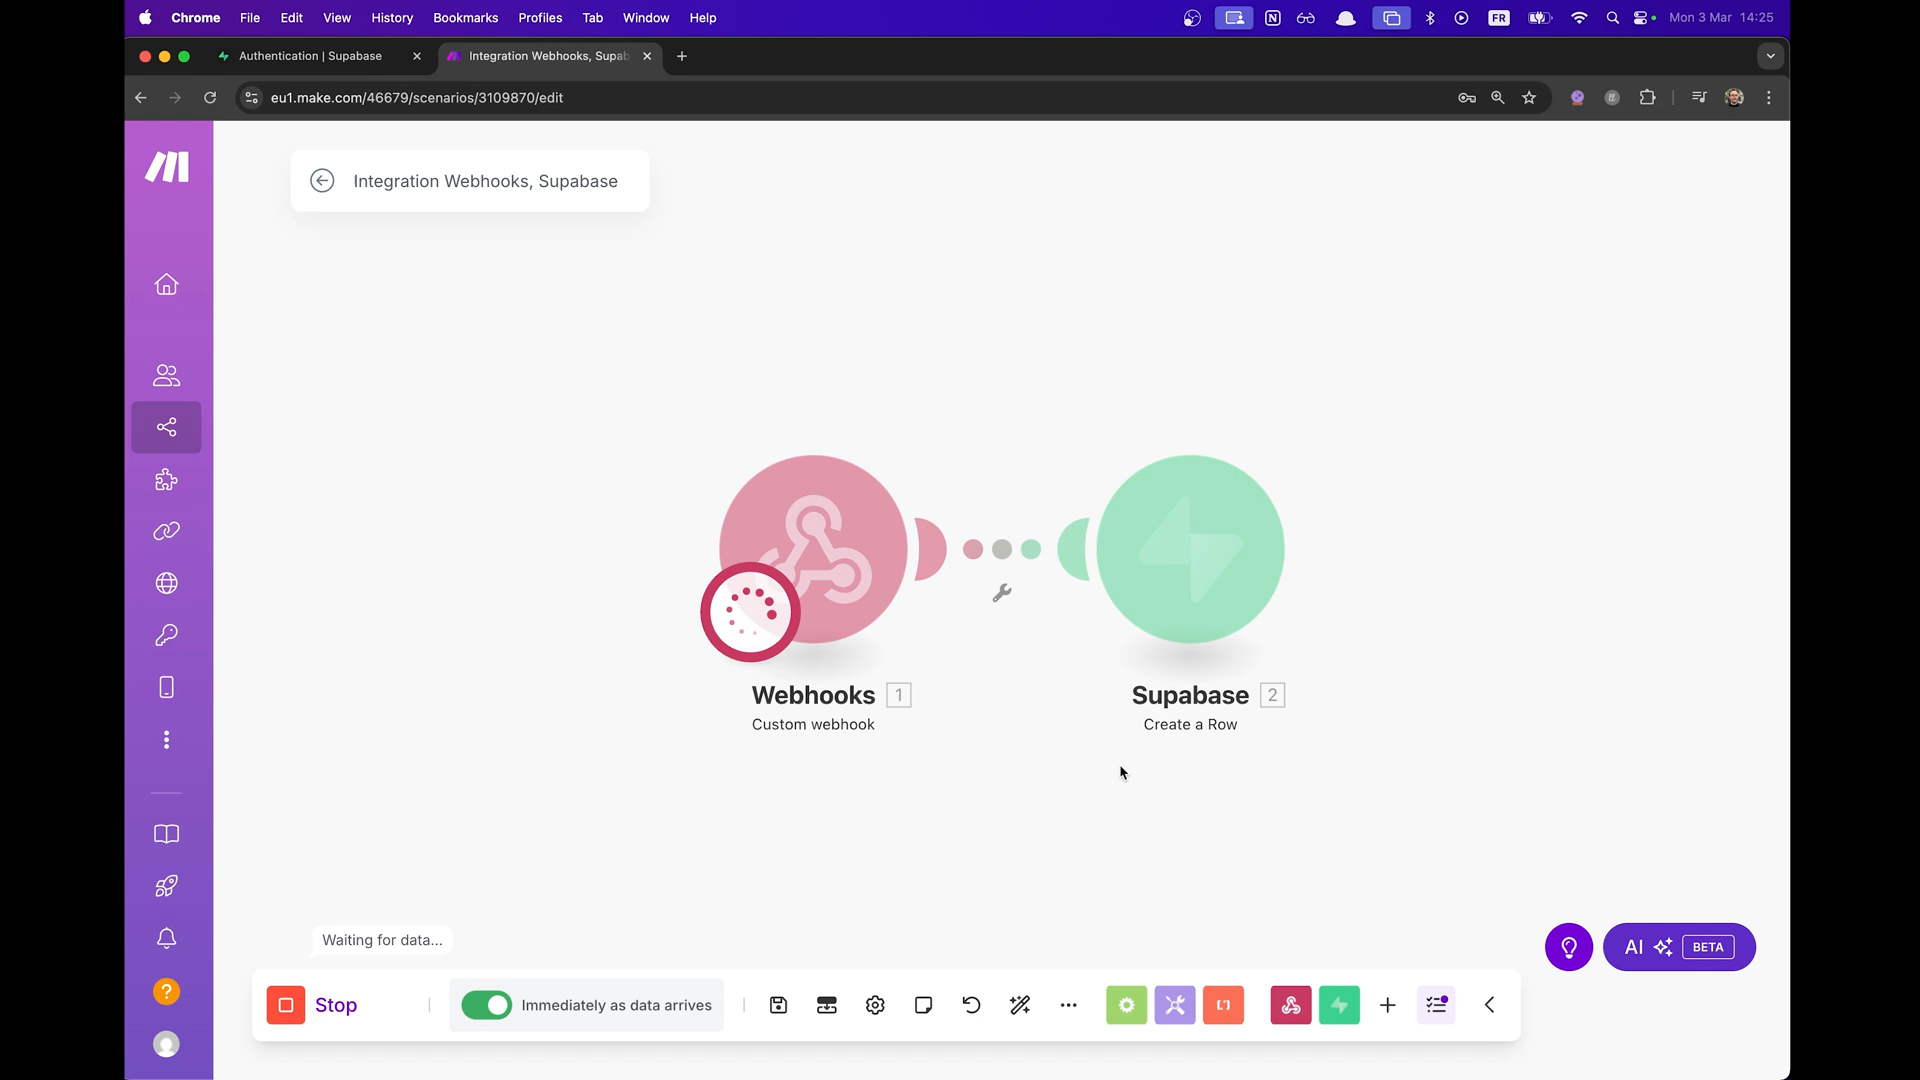 Chrome File Edit View History Bookmarks Profiles Tab Window Help FR Mon 3 Mar 14:25
Authentication | Supabase Integration Webhooks, Supab
eu1.make.com/46679/scenarios/3109870/edit
Integration Webhooks, Supabase
Webhooks 1
Custom webhook
Supabase 2
Create a Row
Waiting for data...
AI BETA
Stop
Immediately as data arrives
?